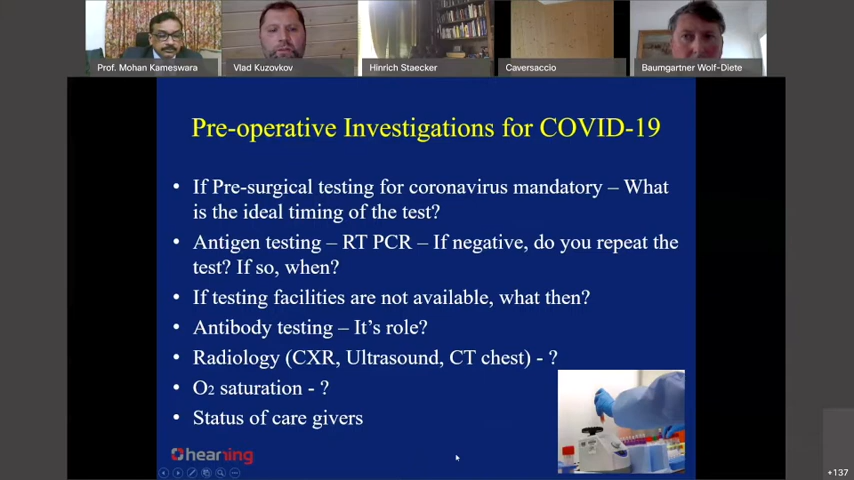 Prof. Mohan Kameswara
Vlad Kuzovkov
Hinrich Staecker
Caversaccio
Baumgartner Wolf-Diete
Pre-operative Investigations for COVID-19
• If Pre-surgical testing for coronavirus mandatory – What
is the ideal timing of the test?
• Antigen testing – RT PCR – If negative, do you repeat the
test? If so, when?
• If testing facilities are not available, what then?
• Antibody testing – It's role?
• Radiology (CXR, Ultrasound, CT chest) - ?
• O2 saturation - ?
• Status of care givers
hearring
+137